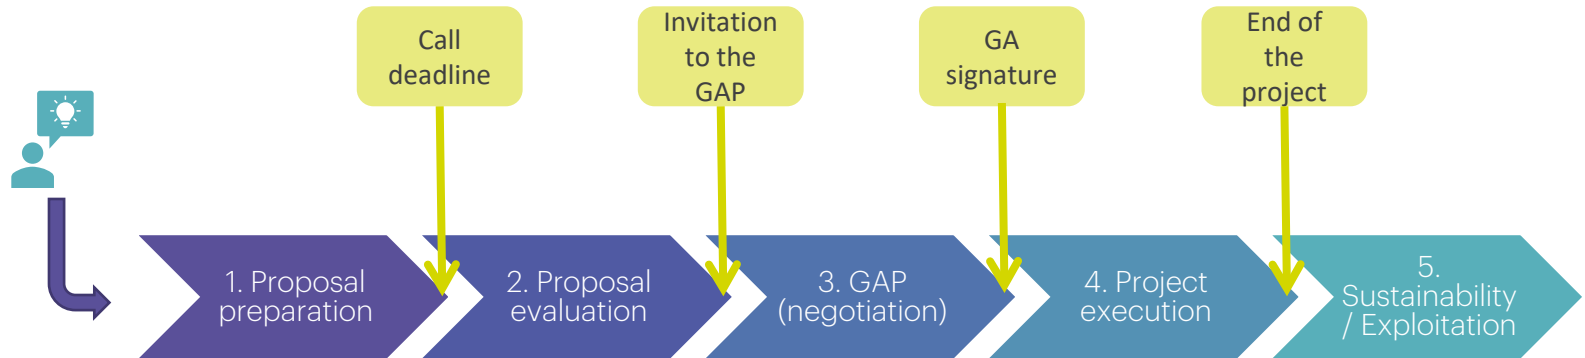 Call
deadline
Invitation
to the
GAP
GA
signature
End of
the
project
1. Proposal
preparation
2. Proposal
evaluation
3. GAP
(negotiation)
4. Project
execution
5.
Sustainability
/ Exploitation